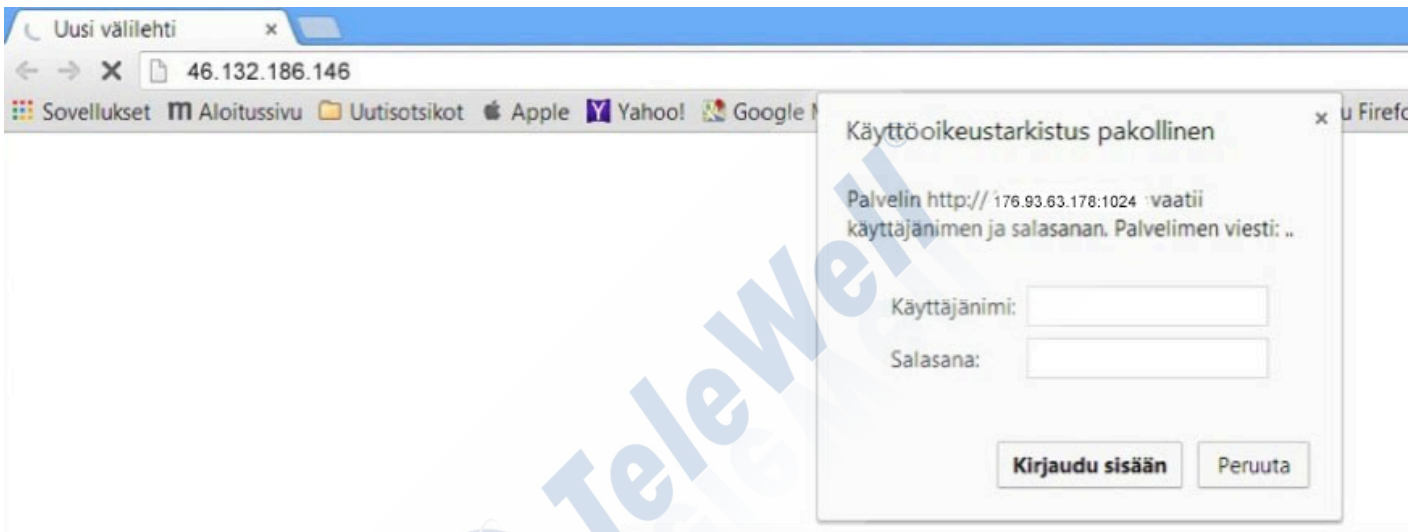 Uusi välilehti ×
46.132.186.146
Sovellukset m Aloitussivu Uutisotsikot Apple Yahoo! Google
u Firefo
Käyttöoikeustarkistus pakollinen ×
Palvelin http:// 176.93.63.178:1024 vaatii
käyttäjänimen ja salasanan. Palvelimen viesti: ..
Käyttäjänimi:
Salasana:
Kirjaudu sisään Peruuta
© TeleWell®